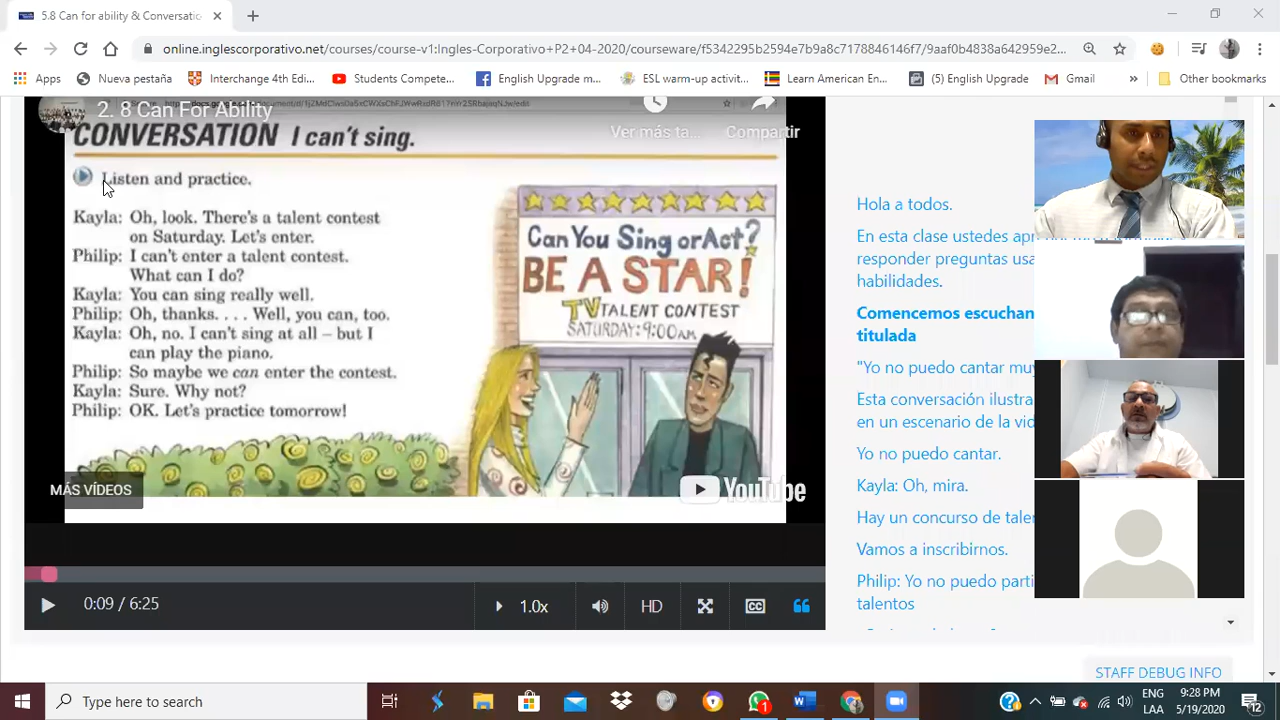 5.8 Can for ability & Conversatio
online.inglescorporativo.net/courses/course-v1:Ingles-Corporativo+P2+04-2020/courseware/f5342295b2594e7b9a8c7178846146f7/9aaf0b4838a642959e2...
Apps Nueva pestaña Interchange 4th Edi... Students Compete... English Upgrade m... ESL warm-up activit... Learn American En... (5) English Upgrade Gmail » Other bookmarks
2. 8 Can For Ability
Ver más ta... Compartir
CONVERSATION I can't sing.
Listen and practice.
Kayla: Oh, look. There's a talent contest
on Saturday. Let's enter.
Philip: I can't enter a talent contest.
What can I do?
Kayla: You can sing really well.
Philip: Oh, thanks. . . . Well, you can, too.
Kayla: Oh, no. I can't sing at all – but I
can play the piano.
Philip: So maybe we can enter the contest.
Kayla: Sure. Why not?
Philip: OK. Let's practice tomorrow!
Can You Sing or Act?
BE A STAR!
TV TALENT CONTEST
SATURDAY: 9:00 AM
MÁS VÍDEOS
YouTube
0:09 / 6:25
1.0x
HD
CC
Hola a todos.
En esta clase ustedes
responder preguntas usa
habilidades.
Comencemos escuchan
titulada
"Yo no puedo cantar mu
Esta conversación ilustra
en un escenario de la vid
Yo no puedo cantar.
Kayla: Oh, mira.
Hay un concurso de talen
Vamos a inscribirnos.
Philip: Yo no puedo parti
talentos
STAFF DEBUG INFO
Type here to search
1
ENG
LAA
9:28 PM
5/19/2020
12